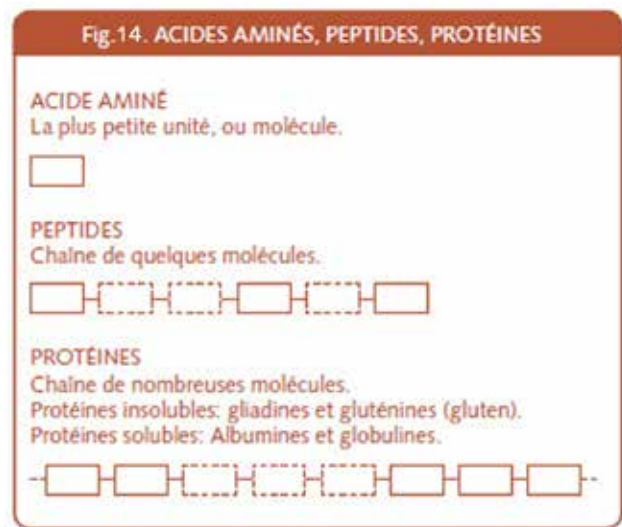 Fig.14. ACIDES AMINÉS, PEPTIDES, PROTÉINES
ACIDE AMINÉ
La plus petite unité, ou molécule.
PEPTIDES
Chaîne de quelques molécules.
PROTÉINES
Chaîne de nombreuses molécules.
Protéines insolubles: gliadines et gluténines (gluten).
Protéines solubles: Albumines et globulines.